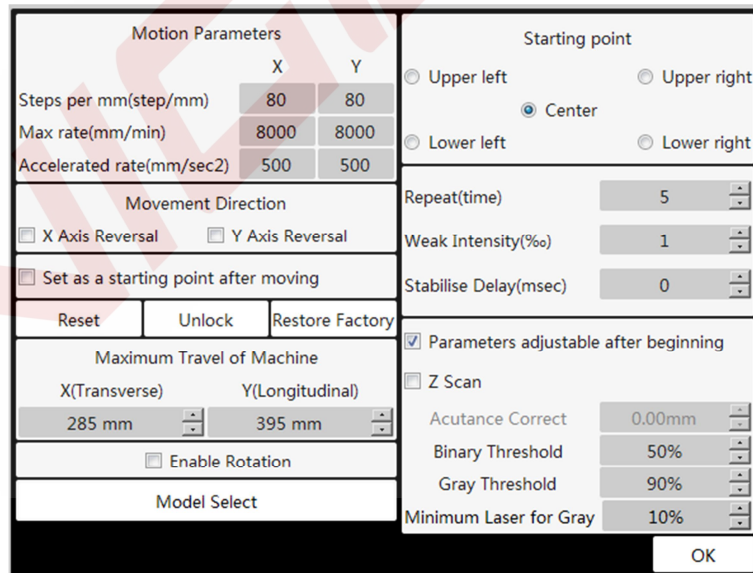 Motion Parameters
X Y
Steps per mm(step/mm) 80 80
Max rate(mm/min) 8000 8000
Accelerated rate(mm/sec2) 500 500
Movement Direction
X Axis Reversal Y Axis Reversal
Set as a starting point after moving
Reset Unlock Restore Factory
Maximum Travel of Machine
X(Transverse) Y(Longitudinal)
285 mm 395 mm
Enable Rotation
Model Select
Starting point
Upper left Upper right
Center
Lower left Lower right
Repeat(time) 5
Weak Intensity(‰) 1
Stabilise Delay(msec) 0
Parameters adjustable after beginning
Z Scan
Acutance Correct 0.00mm
Binary Threshold 50%
Gray Threshold 90%
Minimum Laser for Gray 10%
OK